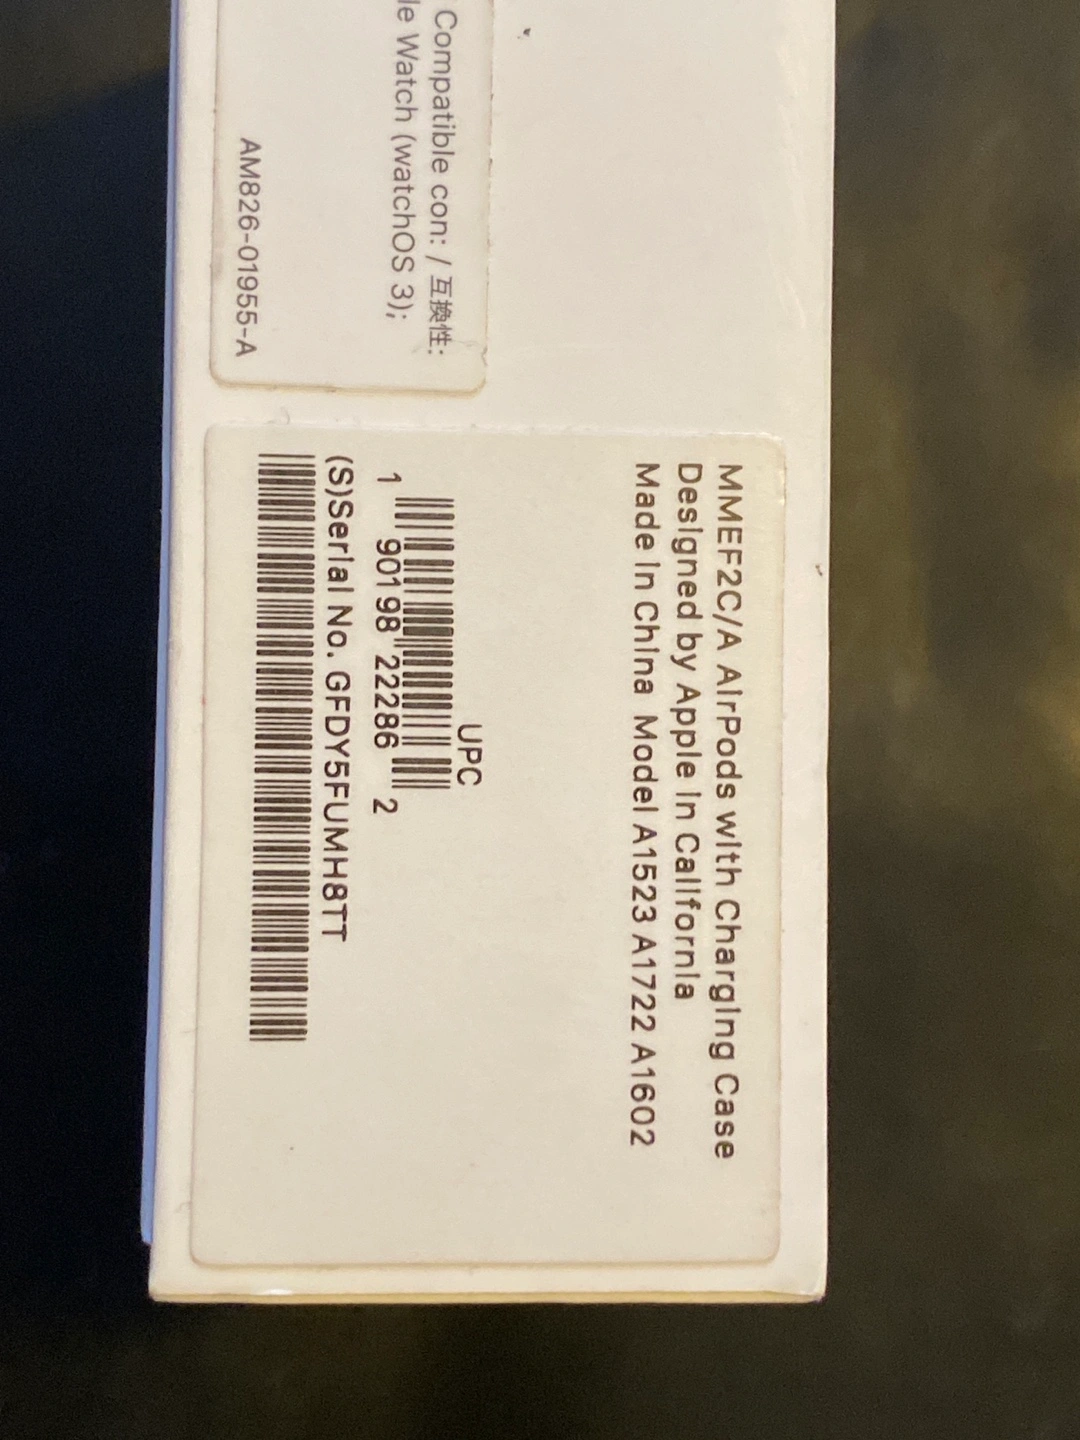 Compatible con: / 互換性:
le Watch (watchOS 3);
AM826-01955-A
MMEF2C/A AirPods with Charging Case
Designed by Apple in California
Made in China Model A1523 A1722 A1602
UPC
1 90198 22286 2
(S)Serial No. GFDY5FUMH8TT